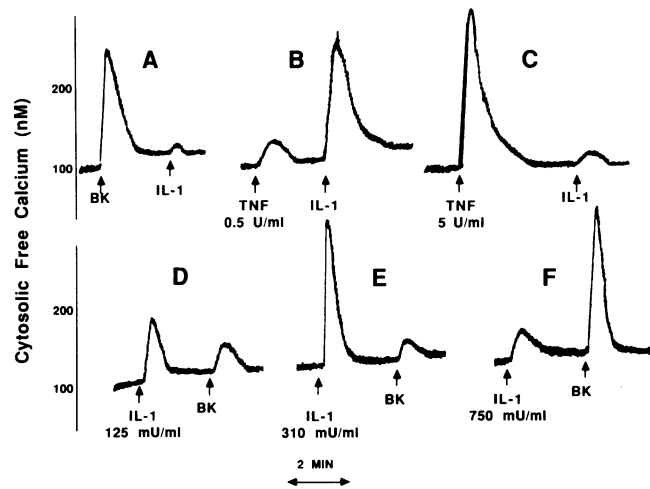 Cytosolic Free Calcium (nM)
A
B
C
200
100
BK
IL-1
TNF
0.5 U/ml
IL-1
TNF
5 U/ml
IL-1
D
E
F
200
100
IL-1
125 mU/ml
BK
IL-1
310 mU/ml
BK
IL-1
750 mU/ml
BK
2 MIN